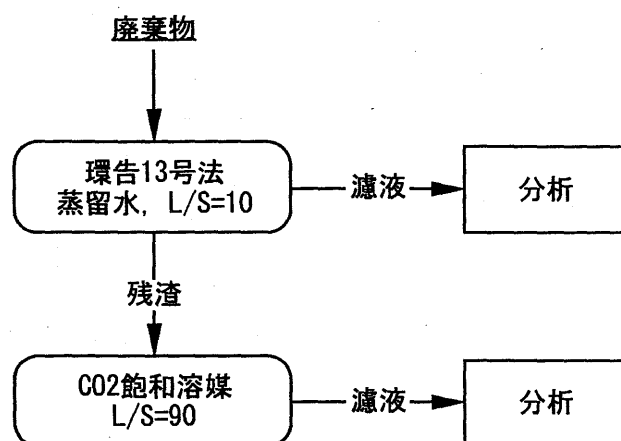 廃棄物
環告13号法
蒸留水, L/S=10
濾液
分析
残渣
CO2飽和溶媒
L/S=90
濾液
分析